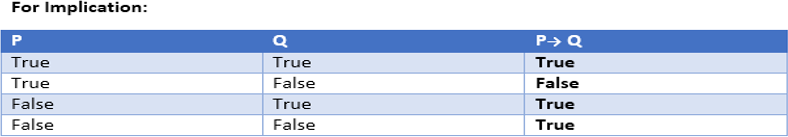 For Implication:
P Q P→ Q
True True True
True False False
False True True
False False True